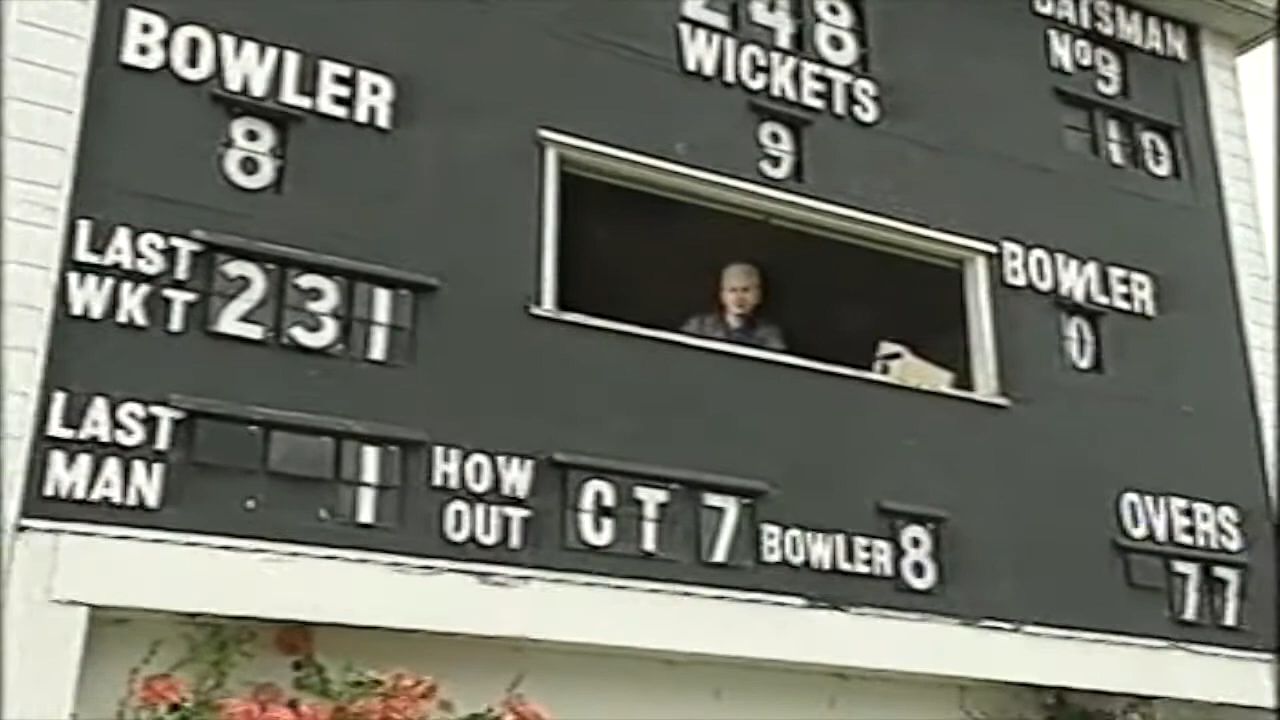 248
BATSMAN
BOWLER
WICKETS
Nº9
8
9
10
LAST
WKT 231
BOWLER
0
LAST
MAN 1
HOW
OUT CT 7 BOWLER 8
OVERS
77